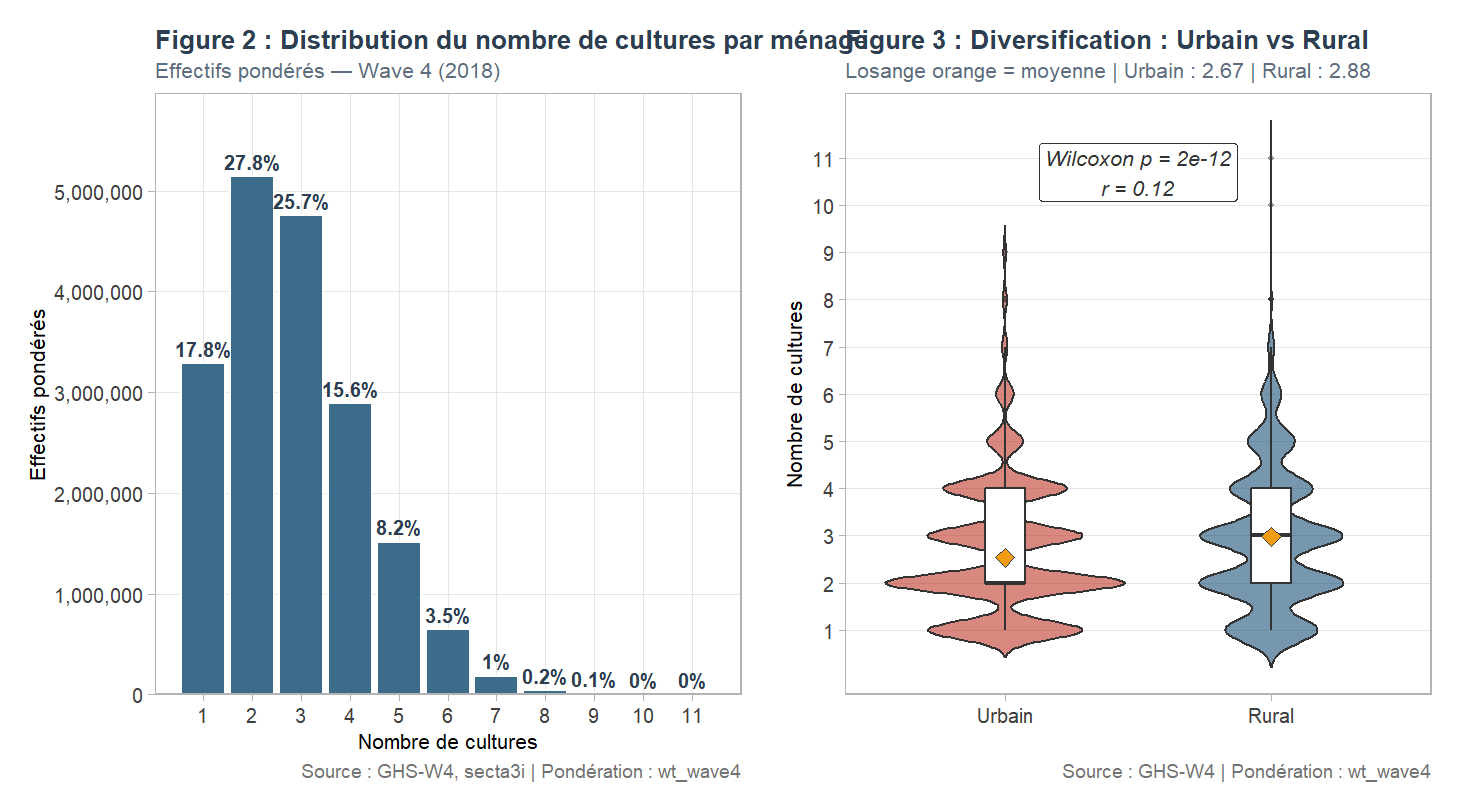 Figure 2 : Distribution du nombre de cultures par ménage
Effectifs pondérés — Wave 4 (2018)
Effectifs pondérés
5,000,000
4,000,000
3,000,000
2,000,000
1,000,000
0
17.8%
27.8%
25.7%
15.6%
8.2%
3.5%
1%
0.2%
0.1%
0%
0%
1 2 3 4 5 6 7 8 9 10 11
Nombre de cultures
Source : GHS-W4, secta3i | Pondération : wt_wave4
Figure 3 : Diversification : Urbain vs Rural
Losange orange = moyenne | Urbain : 2.67 | Rural : 2.88
Nombre de cultures
11
10
9
8
7
6
5
4
3
2
1
Wilcoxon p = 2e-12
r = 0.12
Urbain Rural
Source : GHS-W4 | Pondération : wt_wave4